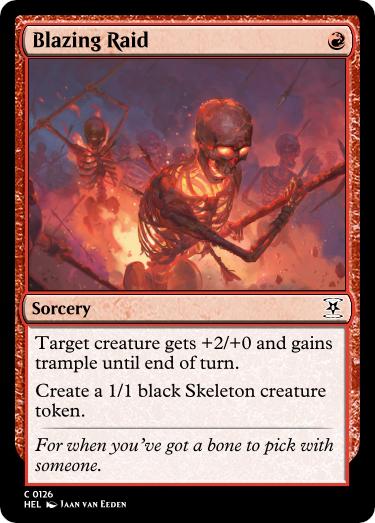 Blazing Raid
Sorcery
Target creature gets +2/+0 and gains
trample until end of turn.
Create a 1/1 black Skeleton creature
token.
For when you've got a bone to pick with
someone.
C 0126
HEL Jaan van Eeden